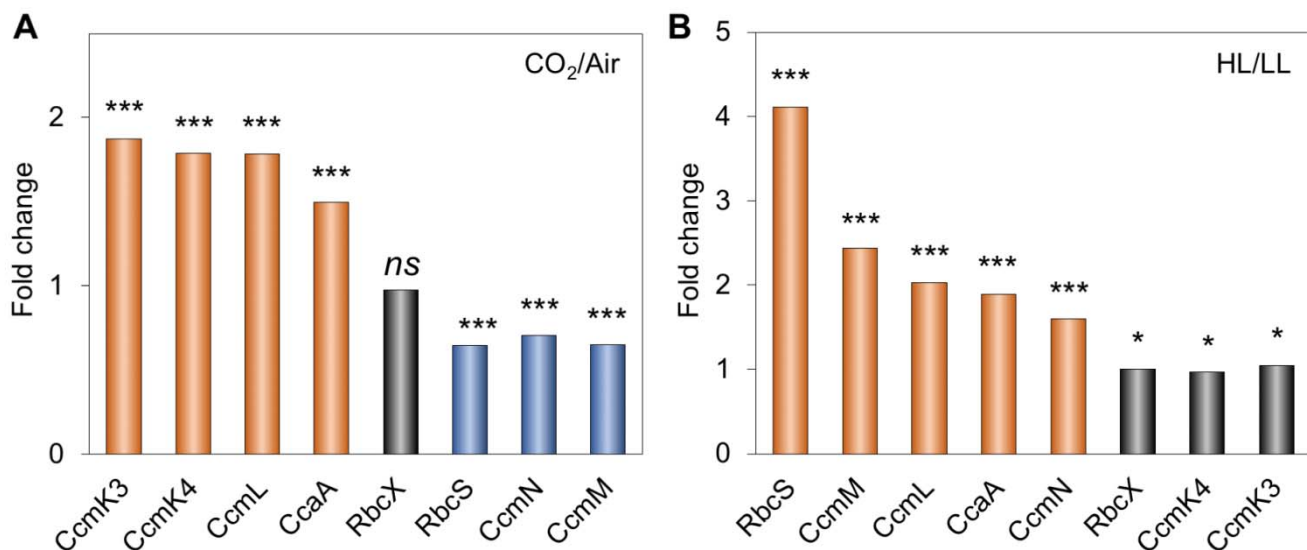 A
CO₂/Air
Fold change
2
1
0
***
***
***
***
ns
***
***
***
CcmK3
CcmK4
CcmL
CcaA
RbcX
RbcS
CcmN
CcmM
B
HL/LL
Fold change
5
4
3
2
1
0
***
***
***
***
***
*
*
*
RbcS
CcmM
CcmL
CcaA
CcmN
RbcX
CcmK4
CcmK3